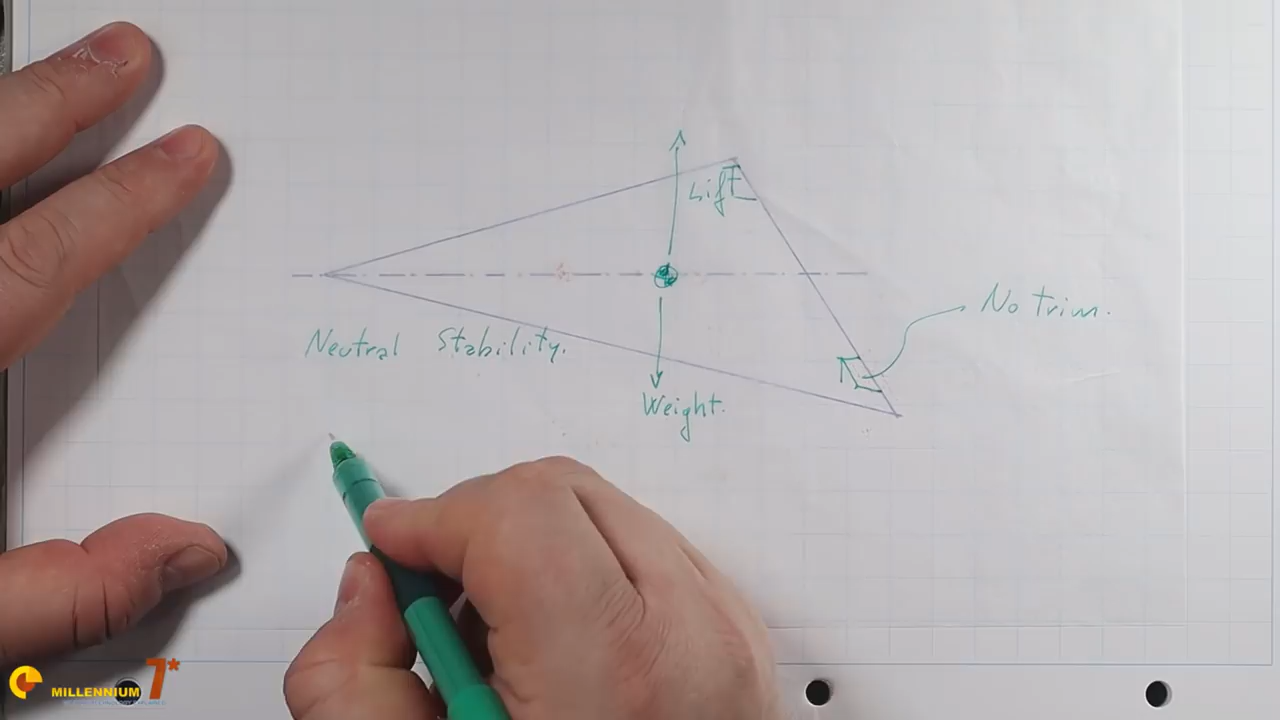 Lift
No trim.
Neutral Stability.
Weight.
MILLENNIUM 7*